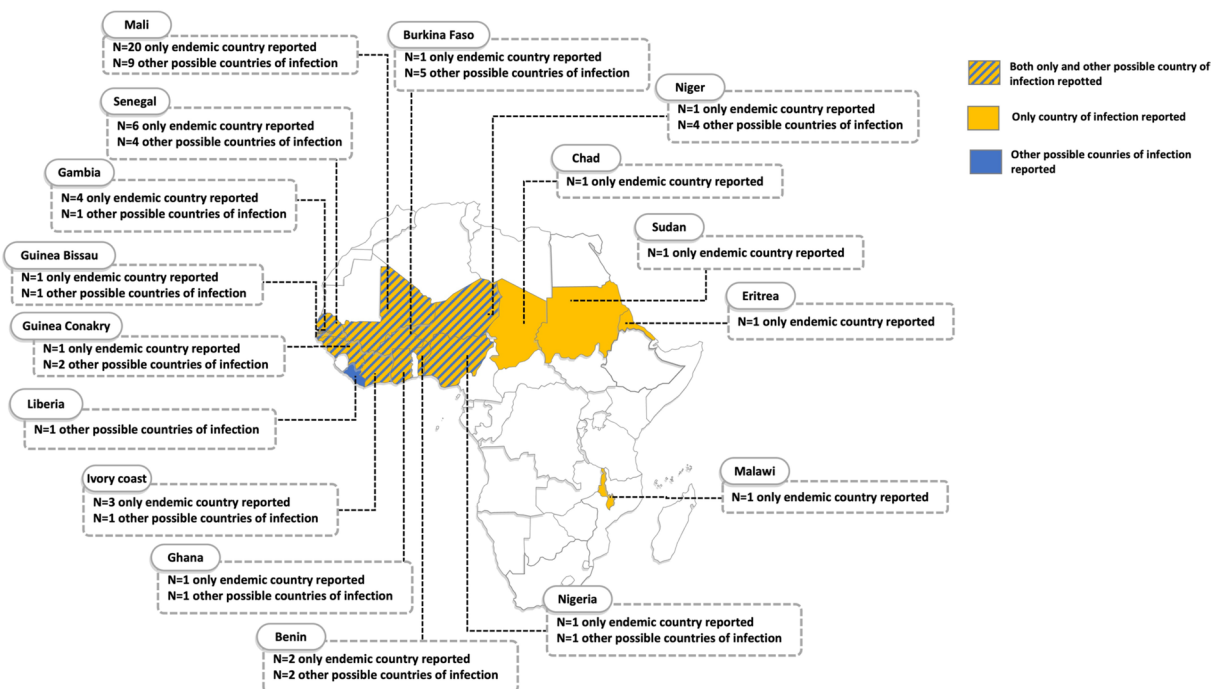 Mali
N=20 only endemic country reported
N=9 other possible countries of infection
Burkina Faso
N=1 only endemic country reported
N=5 other possible countries of infection
Senegal
N=6 only endemic country reported
N=4 other possible countries of infection
Niger
N=1 only endemic country reported
N=4 other possible countries of infection
Gambia
N=4 only endemic country reported
N=1 other possible countries of infection
Chad
N=1 only endemic country reported
Sudan
N=1 only endemic country reported
Guinea Bissau
N=1 only endemic country reported
N=1 other possible countries of infection
Eritrea
N=1 only endemic country reported
Guinea Conakry
N=1 only endemic country reported
N=2 other possible countries of infection
Liberia
N=1 other possible countries of infection
Ivory coast
N=3 only endemic country reported
N=1 other possible countries of infection
Malawi
N=1 only endemic country reported
Ghana
N=1 only endemic country reported
N=1 other possible countries of infection
Nigeria
N=1 only endemic country reported
N=1 other possible countries of infection
Benin
N=2 only endemic country reported
N=2 other possible countries of infection
Both only and other possible country of
infection repotted
Only country of infection reported
Other possible counries of infection
reported